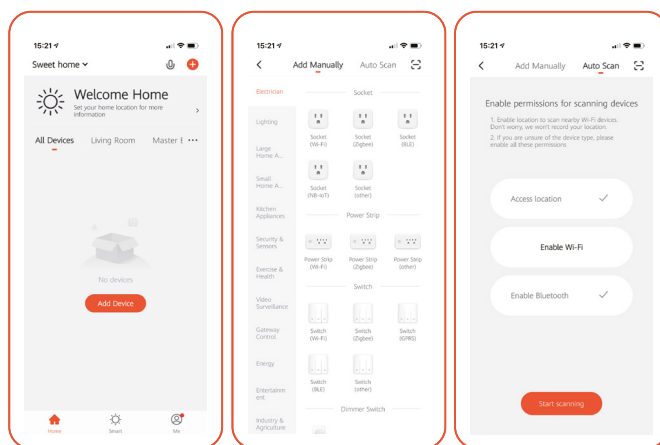 15:21
Sweet home
Welcome Home
Set your home location for more
information
All Devices Living Room Master E
No devices
Add Device
Home Smart Me
15:21
Add Manually Auto Scan
Electrician
Lighting
Large
Home A...
Small
Home A...
Kitchen
Appliances
Security &
Sensors
Exercise &
Health
Video
Surveillance
Gateway
Control
Energy
Entertainm
ent
Industry &
Agriculture
Socket
Socket Socket Socket
(Wi-Fi) (Zigbee) (BLE)
Socket Socket
(NB-IoT) (other)
Power Strip
Power Strip Power Strip Power Strip
(Wi-Fi) (Zigbee) (other)
Switch
Switch Switch Switch
(Wi-Fi) (Zigbee) (GPRS)
Switch Switch
(BLE) (other)
Dimmer Switch
15:21
Add Manually Auto Scan
Enable permissions for scanning devices
1. Enable location to scan nearby Wi-Fi devices.
Don't worry, we won't record your location.
2. If you are unsure of the device type, please
enable all these permissions
Access location
Enable Wi-Fi
Enable Bluetooth
Start scanning